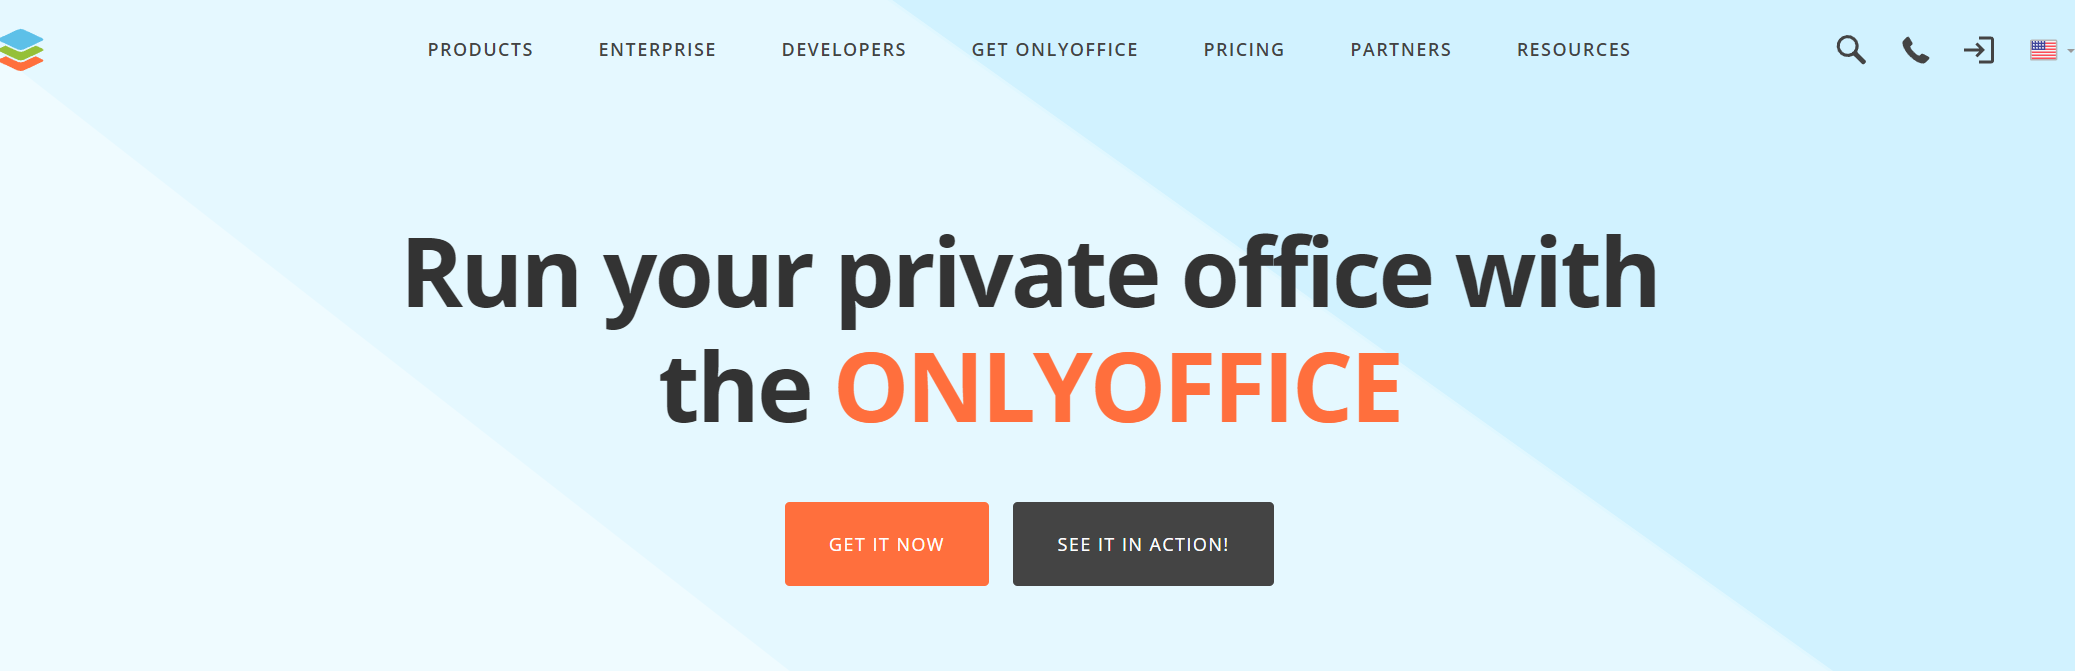 PRODUCTS ENTERPRISE DEVELOPERS GET ONLYOFFICE PRICING PARTNERS RESOURCES
Run your private office with
the ONLYOFFICE
GET IT NOW SEE IT IN ACTION!